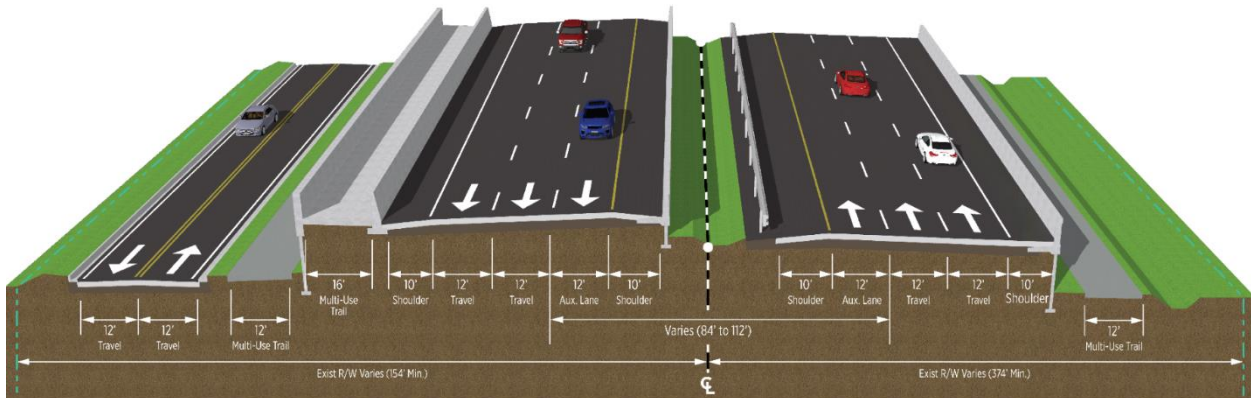 12'
Travel
12'
Travel
12'
Multi-Use Trail
16'
Multi-Use
Trail
10'
Shoulder
12'
Travel
12'
Travel
12'
Aux. Lane
10'
Shoulder
10'
Shoulder
12'
Aux. Lane
12'
Travel
12'
Travel
10'
Shoulder
12'
Multi-Use Trail
Varies (84' to 112')
Exist R/W Varies (154' Min.)
℄
Exist R/W Varies (374' Min.)